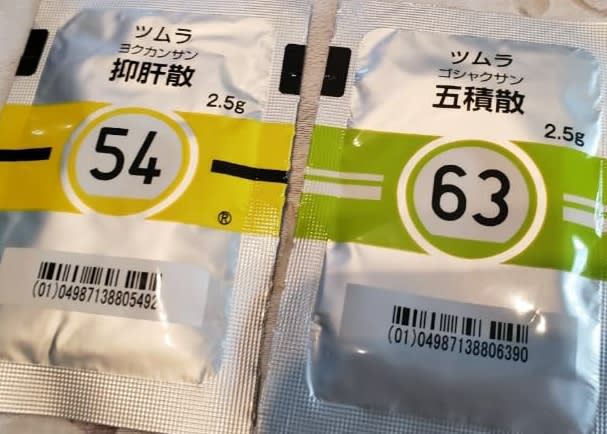 ツムラ
ヨクカンサン
抑肝散
2.5g
54
®
(01)04987138805492
ツムラ
ゴシャクサン
五積散
2.5g
63
(01)04987138806390